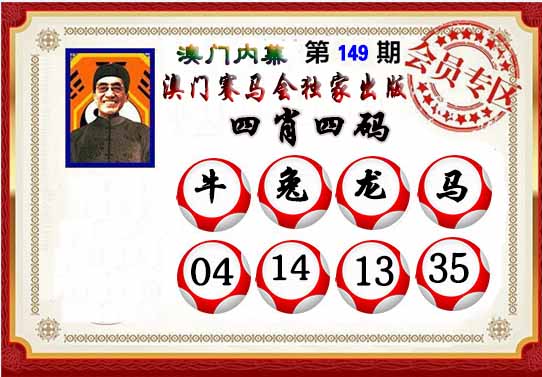 澳门内幕 第149期
会员专区
澳门赛马会独家出版
四肖四码
牛 兔 龙 马
04 14 13 35